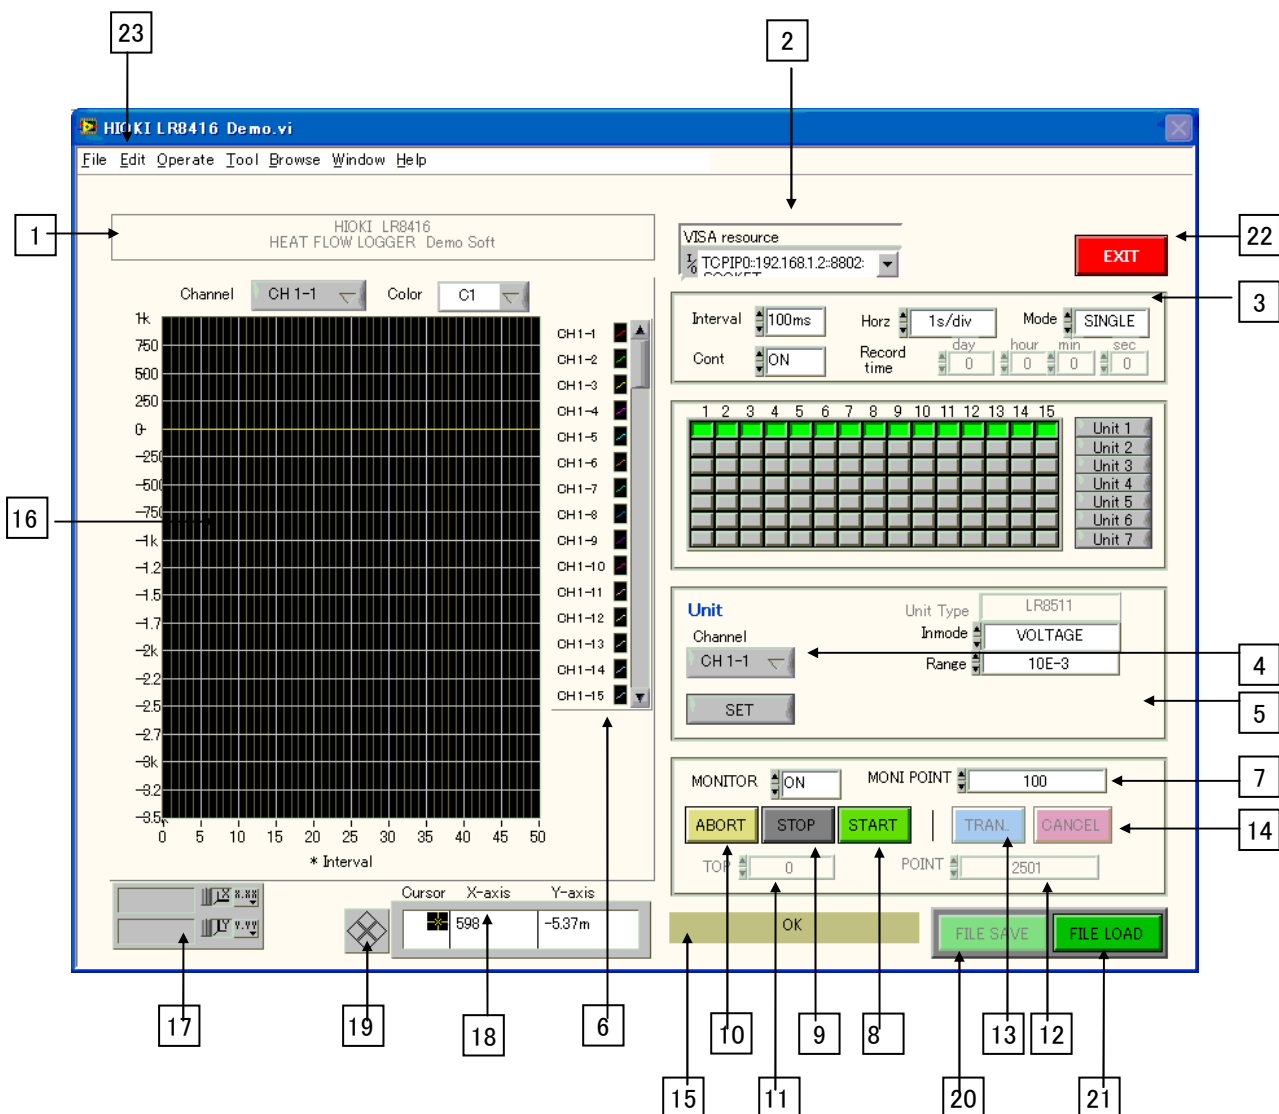 23
2
HIOKI LR8416 Demo.vi
File Edit Operate Tool Browse Window Help
1
HIOKI LR8416
HEAT FLOW LOGGER Demo Soft
VISA resource
I/O TCPIP0::192.168.1.2::8802:
EXIT
22
Channel CH 1-1 Color C1
3
Interval 100ms Horz 1s/div Mode SINGLE
Cont ON Record time day 0 hour 0 min 0 sec 0
1k
750
500
250
0
-250
-500
-750
-1k
-1.2
-1.5
-1.7
-2k
-2.2
-2.5
-2.7
-3k
-3.2
-3.5
0 5 10 15 20 25 30 35 40 45 50
* Interval
16
CH1-1
CH1-2
CH1-3
CH1-4
CH1-5
CH1-6
CH1-7
CH1-8
CH1-9
CH1-10
CH1-11
CH1-12
CH1-13
CH1-14
CH1-15
1 2 3 4 5 6 7 8 9 10 11 12 13 14 15
Unit 1
Unit 2
Unit 3
Unit 4
Unit 5
Unit 6
Unit 7
Unit
Unit Type LR8511
Channel
Inmode VOLTAGE
CH 1-1
Range 10E-3
4
SET
5
MONITOR ON MONI POINT 100
7
ABORT STOP START TRAN.. CANCEL
14
TOP 0 POINT 2501
X X.XX
Y Y.YY
Cursor X-axis Y-axis
598 -5.37m
OK
FILE SAVE FILE LOAD
17 19 18 6 10 9 8 13 12
15 11 20 21